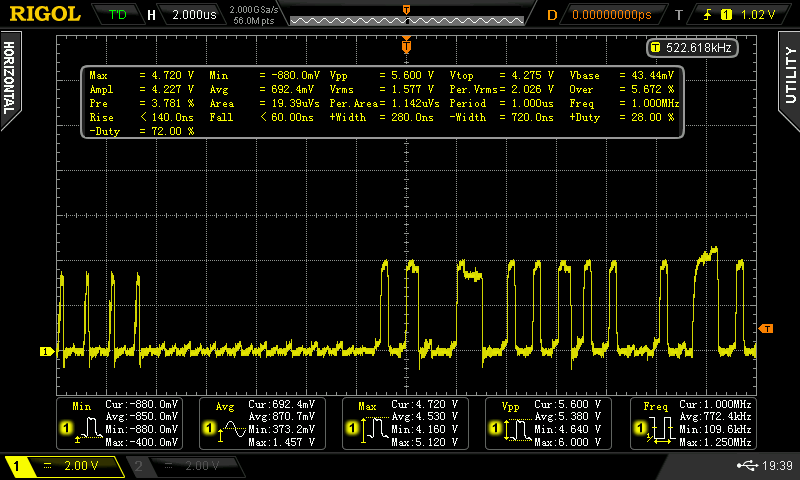 RIGOL T'D H 2.000us 2.000GSa/s 56.0M pts D 0.00000000ps T 1 1.02 V
T 522.618kHz
HORIZONTAL
UTILITY
Max = 4.720 V Min = -880.0mV Vpp = 5.600 V Vtop = 4.275 V Vbase = 43.44mV
Ampl = 4.227 V Avg = 692.4mV Vrms = 1.577 V Per.Vrms= 2.026 V Over = 5.672 %
Pre = 3.781 % Area = 19.39uVs Per.Area= 1.142uVs Period = 1.000us Freq = 1.000MHz
Rise < 140.0ns Fall < 60.00ns +Width = 280.0ns -Width = 720.0ns +Duty = 28.00 %
-Duty = 72.00 %
T
1
T
Min Cur:-880.0mV
Avg:-850.0mV
1 Min:-880.0mV
Max:-400.0mV
Avg Cur:692.4mV
Avg:870.7mV
1 Min:373.2mV
Max:1.457 V
Max Cur:4.720 V
Avg:4.530 V
1 Min:4.160 V
Max:5.120 V
Vpp Cur:5.600 V
Avg:5.380 V
1 Min:4.640 V
Max:6.000 V
Freq Cur:1.000MHz
Avg:772.4kHz
1 Min:109.6kHz
Max:1.250MHz
1 2.00 V 2 2.00 V 19:39